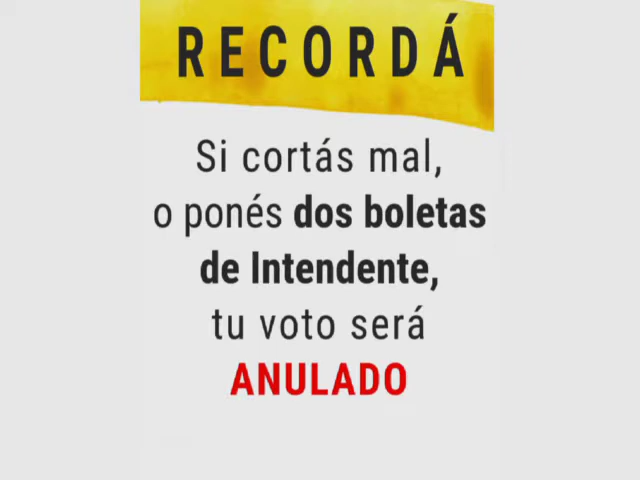 RECORDÁ
Si cortás mal,
o ponés dos boletas
de Intendente,
tu voto será
ANULADO